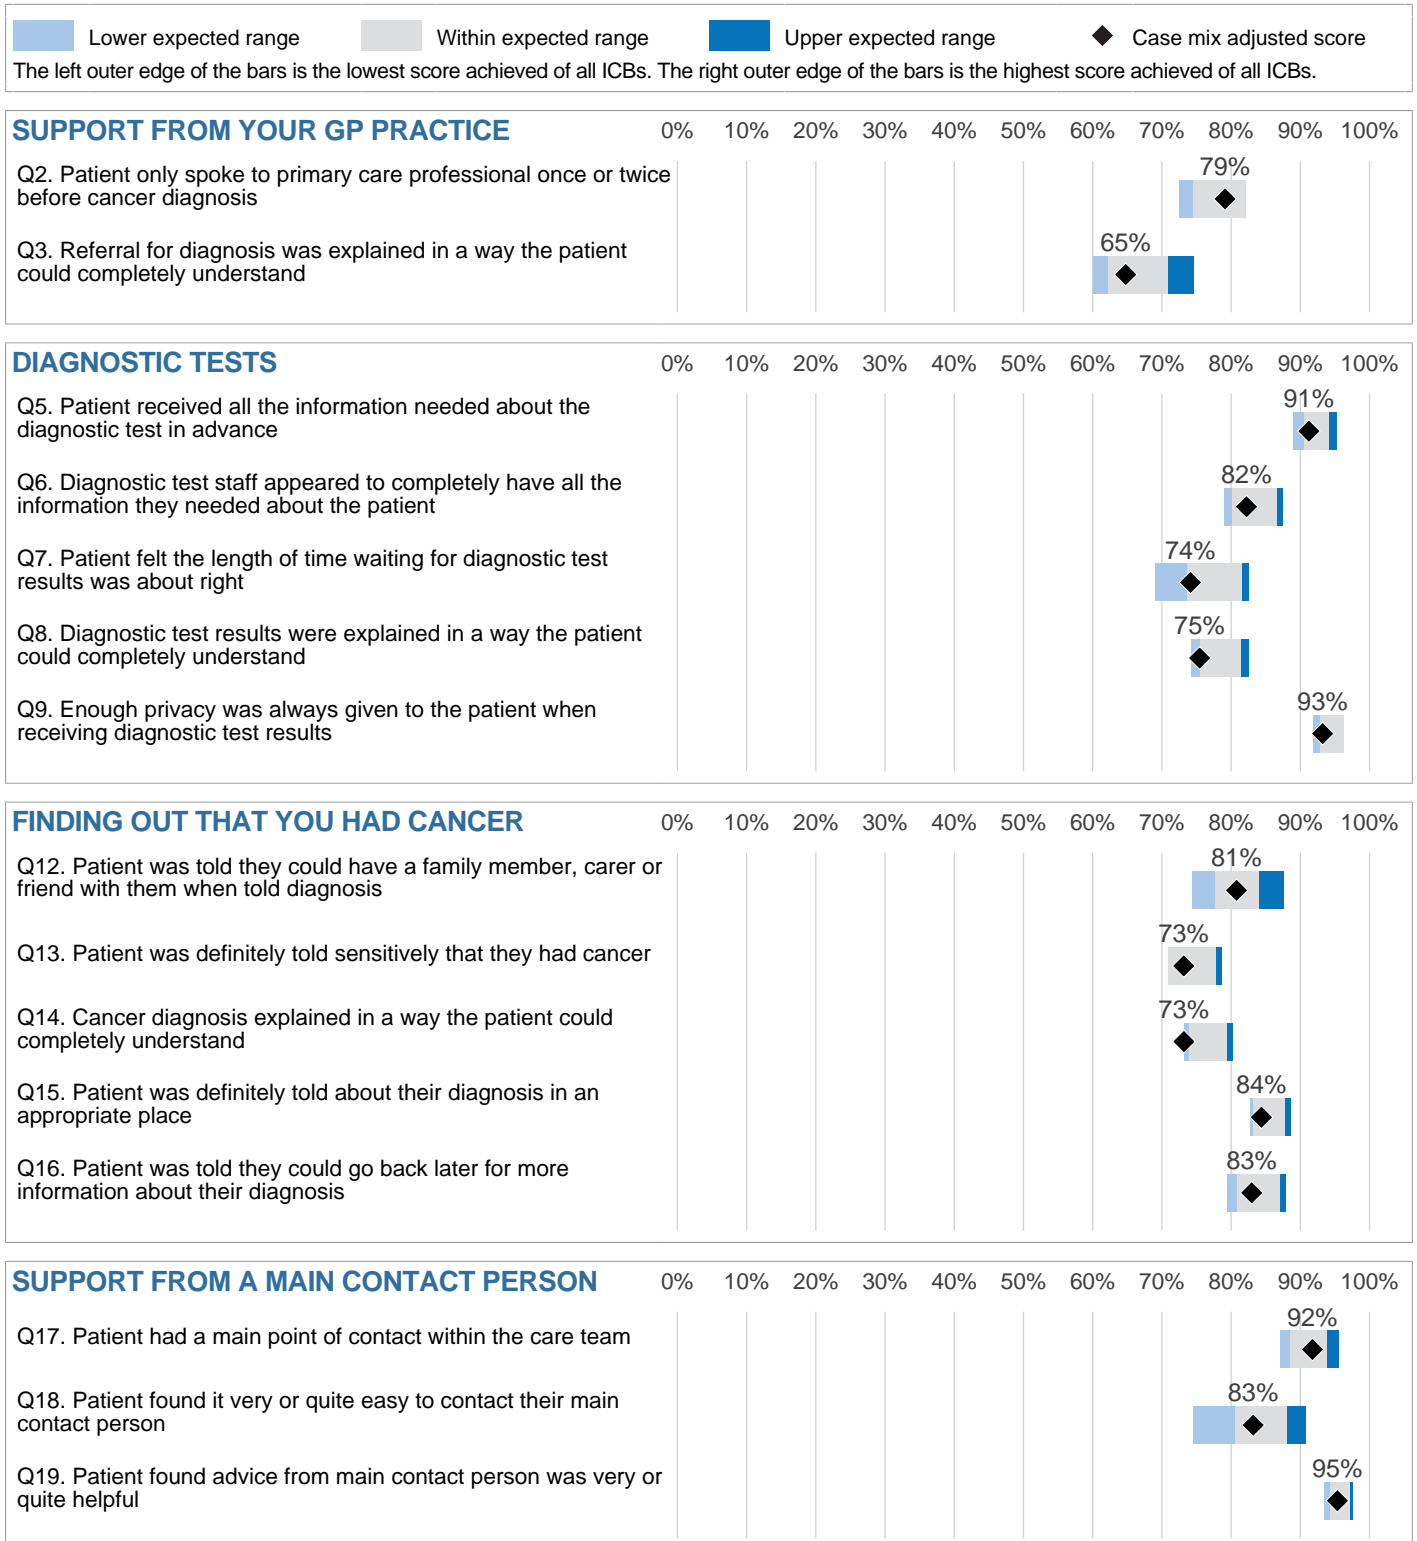 Lower expected range Within expected range Upper expected range Case mix adjusted score
The left outer edge of the bars is the lowest score achieved of all ICBs. The right outer edge of the bars is the highest score achieved of all ICBs.
SUPPORT FROM YOUR GP PRACTICE 0% 10% 20% 30% 40% 50% 60% 70% 80% 90% 100%
79%
Q2. Patient only spoke to primary care professional once or twice
before cancer diagnosis
65%
Q3. Referral for diagnosis was explained in a way the patient
could completely understand
DIAGNOSTIC TESTS 0% 10% 20% 30% 40% 50% 60% 70% 80% 90% 100%
91%
Q5. Patient received all the information needed about the
diagnostic test in advance
82%
Q6. Diagnostic test staff appeared to completely have all the
information they needed about the patient
74%
Q7. Patient felt the length of time waiting for diagnostic test
results was about right
75%
Q8. Diagnostic test results were explained in a way the patient
could completely understand
93%
Q9. Enough privacy was always given to the patient when
receiving diagnostic test results
FINDING OUT THAT YOU HAD CANCER 0% 10% 20% 30% 40% 50% 60% 70% 80% 90% 100%
81%
Q12. Patient was told they could have a family member, carer or
friend with them when told diagnosis
73%
Q13. Patient was definitely told sensitively that they had cancer
73%
Q14. Cancer diagnosis explained in a way the patient could
completely understand
84%
Q15. Patient was definitely told about their diagnosis in an
appropriate place
83%
Q16. Patient was told they could go back later for more
information about their diagnosis
SUPPORT FROM A MAIN CONTACT PERSON 0% 10% 20% 30% 40% 50% 60% 70% 80% 90% 100%
92%
Q17. Patient had a main point of contact within the care team
83%
Q18. Patient found it very or quite easy to contact their main
contact person
95%
Q19. Patient found advice from main contact person was very or
quite helpful